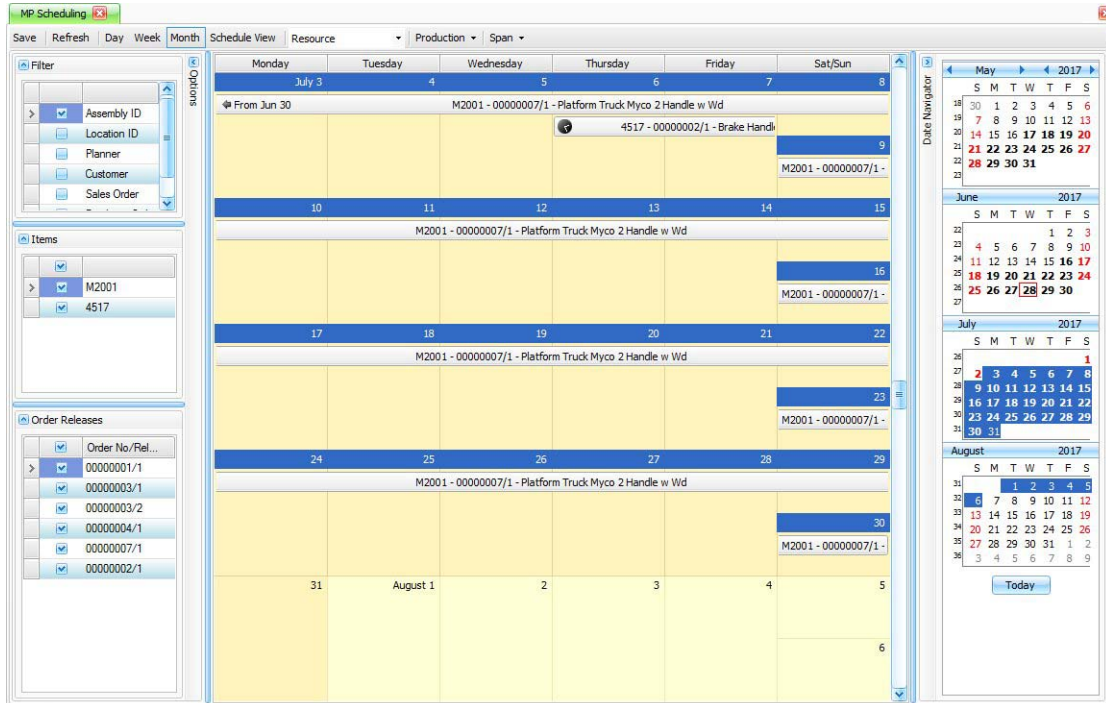 MP Scheduling
Save Refresh Day Week Month Schedule View Resource Production Span
Filter
Assembly ID
Location ID
Planner
Customer
Sales Order
Items
M2001
4517
Order Releases
Order No/Rel...
00000001/1
00000003/1
00000003/2
00000004/1
00000007/1
00000002/1
Options
Monday Tuesday Wednesday Thursday Friday Sat/Sun
July 3 4 5 6 7 8
From Jun 30 M2001 - 00000007/1 - Platform Truck Myco 2 Handle w Wd
4517 - 00000002/1 - Brake Handl
9
M2001 - 00000007/1 -
10 11 12 13 14 15
M2001 - 00000007/1 - Platform Truck Myco 2 Handle w Wd
16
M2001 - 00000007/1 -
17 18 19 20 21 22
M2001 - 00000007/1 - Platform Truck Myco 2 Handle w Wd
23
M2001 - 00000007/1 -
24 25 26 27 28 29
M2001 - 00000007/1 - Platform Truck Myco 2 Handle w Wd
30
M2001 - 00000007/1 -
31 August 1 2 3 4 5
6
Date Navigator
May 2017
S M T W T F S
18 30 1 2 3 4 5 6
19 7 8 9 10 11 12 13
20 14 15 16 17 18 19 20
21 21 22 23 24 25 26 27
22 28 29 30 31
23
June 2017
S M T W T F S
22 1 2 3
23 4 5 6 7 8 9 10
24 11 12 13 14 15 16 17
25 18 19 20 21 22 23 24
26 25 26 27 28 29 30
27
July 2017
S M T W T F S
26 1
27 2 3 4 5 6 7 8
28 9 10 11 12 13 14 15
29 16 17 18 19 20 21 22
30 23 24 25 26 27 28 29
31 30 31
August 2017
S M T W T F S
31 1 2 3 4 5
32 6 7 8 9 10 11 12
33 13 14 15 16 17 18 19
34 20 21 22 23 24 25 26
35 27 28 29 30 31 1 2
36 3 4 5 6 7 8 9
Today